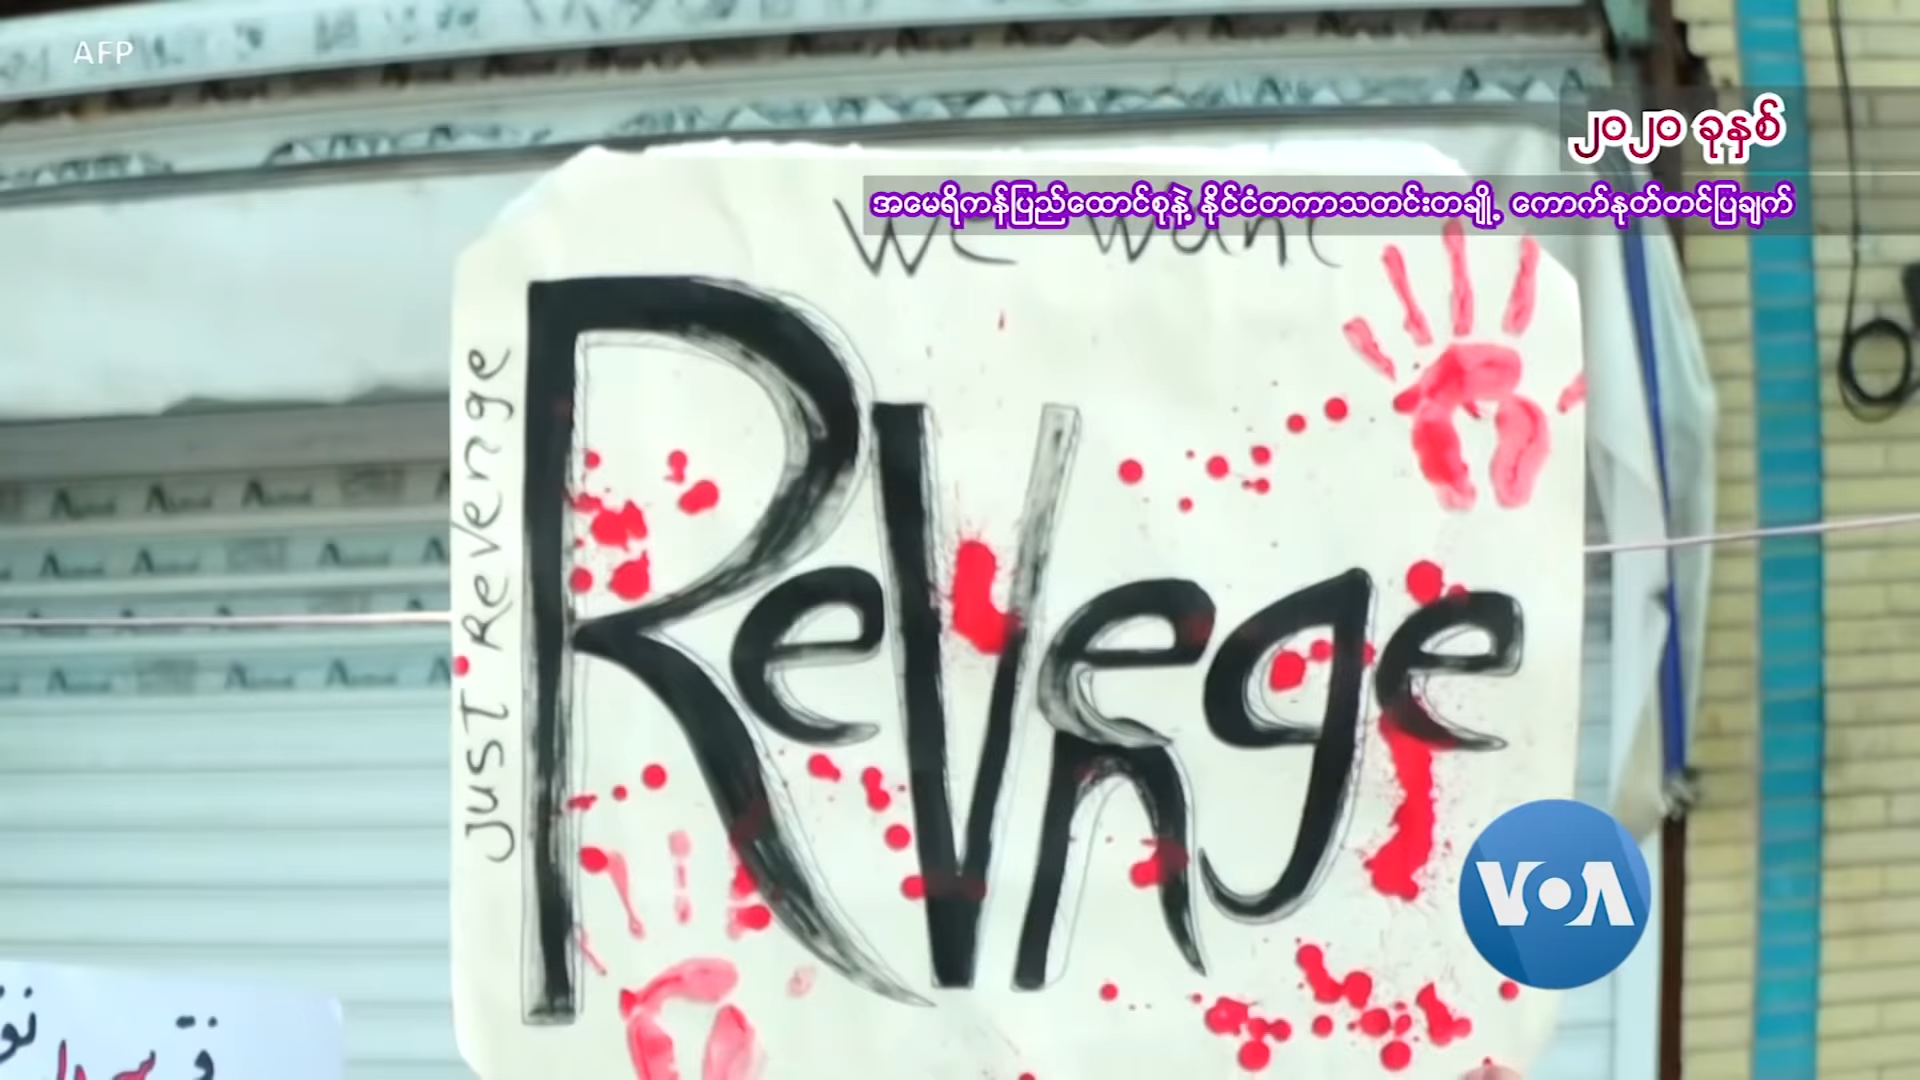 AFP
၂၀၂၀ ခုနှစ်
အမေရိကန်ပြည်ထောင်စုနဲ့ နိုင်ငံတကာသတင်းတချို့ ကောက်နုတ်တင်ပြချက်
We want
Revenge
Just Revenge
VOA